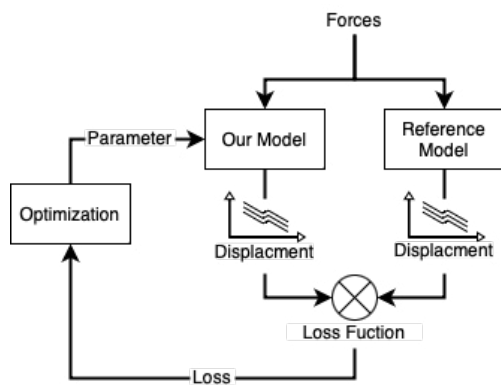 Forces
Parameter
Our Model
Reference
Model
Optimization
Displacment
Displacment
Loss Fuction
Loss